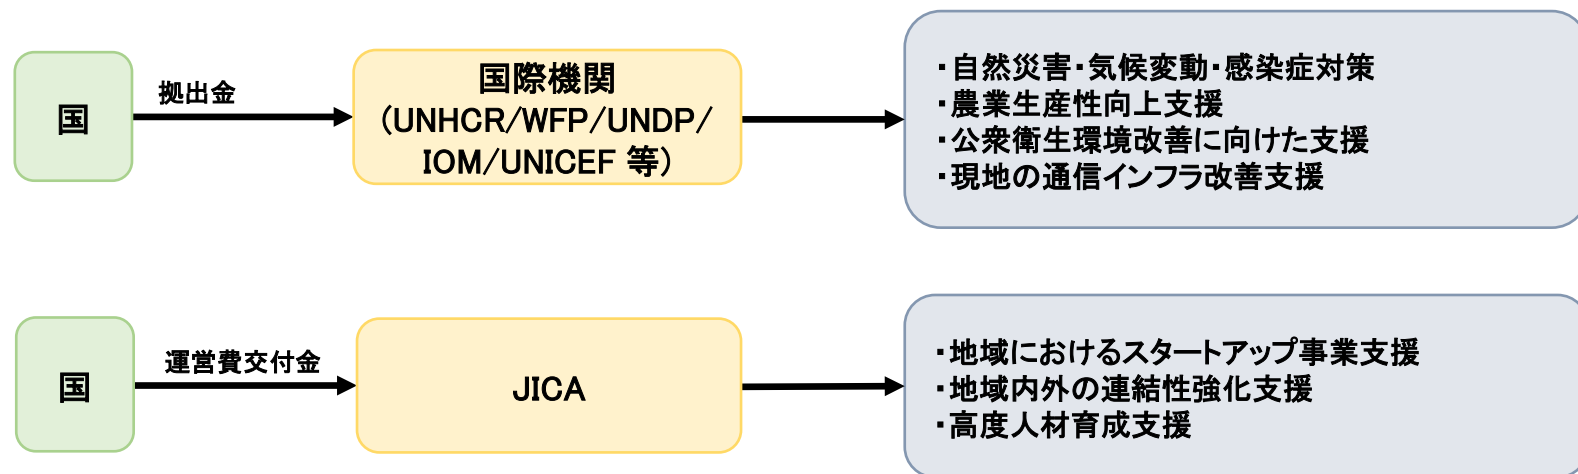 国
拠出金
国際機関
(UNHCR/WFP/UNDP/
IOM/UNICEF 等)
・自然災害・気候変動・感染症対策
・農業生産性向上支援
・公衆衛生環境改善に向けた支援
・現地の通信インフラ改善支援
国
運営費交付金
JICA
・地域におけるスタートアップ事業支援
・地域内外の連結性強化支援
・高度人材育成支援